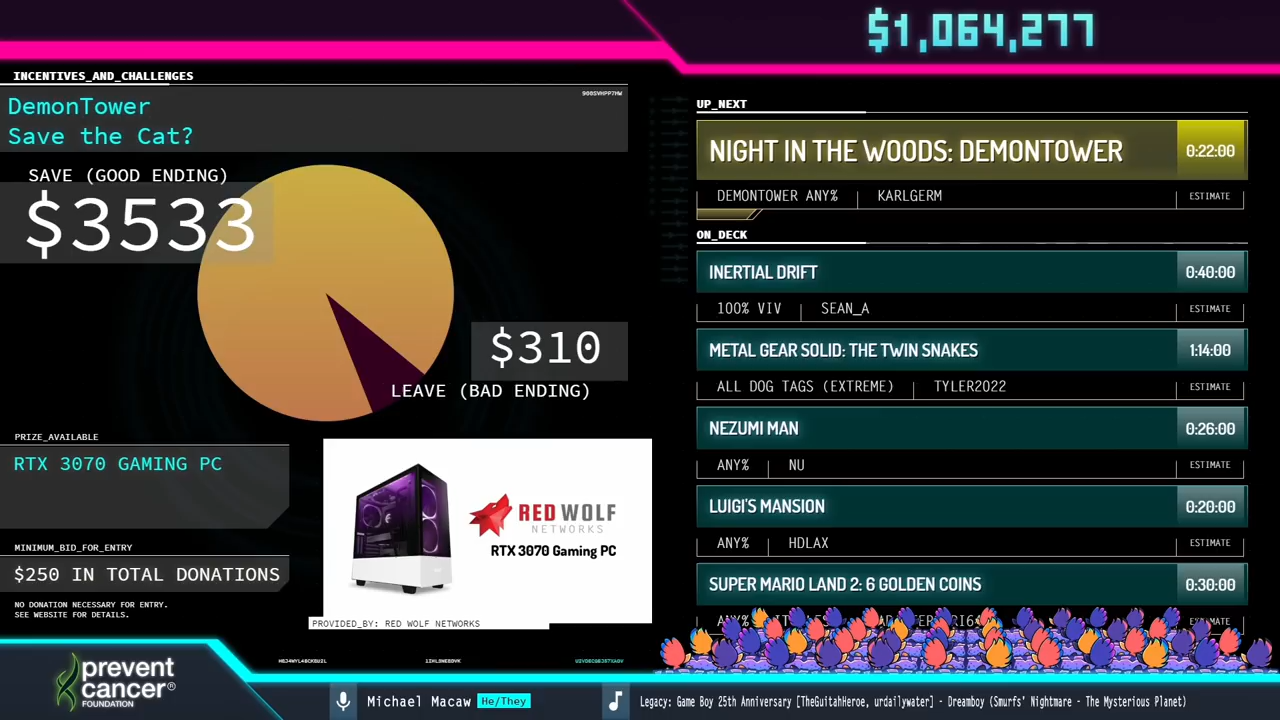 $1,064,277
INCENTIVES_AND_CHALLENGES
DemonTower
Save the Cat?
SAVE (GOOD ENDING)
$3533
$310
LEAVE (BAD ENDING)
PRIZE_AVAILABLE
RTX 3070 GAMING PC
MINIMUM_BID_FOR_ENTRY
$250 IN TOTAL DONATIONS
NO DONATION NECESSARY FOR ENTRY.
SEE WEBSITE FOR DETAILS.
RED WOLF
NETWORKS
RTX 3070 Gaming PC
PROVIDED_BY: RED WOLF NETWORKS
UP_NEXT
NIGHT IN THE WOODS: DEMONTOWER 0:22:00
DEMONTOWER ANY% KARLGERM ESTIMATE
ON_DECK
INERTIAL DRIFT 0:40:00
100% VIV SEAN_A ESTIMATE
METAL GEAR SOLID: THE TWIN SNAKES 1:14:00
ALL DOG TAGS (EXTREME) TYLER2022 ESTIMATE
NEZUMI MAN 0:26:00
ANY% NU ESTIMATE
LUIGI'S MANSION 0:20:00
ANY% HDLAX ESTIMATE
SUPER MARIO LAND 2: 6 GOLDEN COINS 0:30:00
prevent
cancer®
FOUNDATION
Michael Macaw He/They
Legacy: Game Boy 25th Anniversary [TheGuitahHeroe, urdailywater] - Dreamboy (Smurfs' Nightmare - The Mysterious Planet)